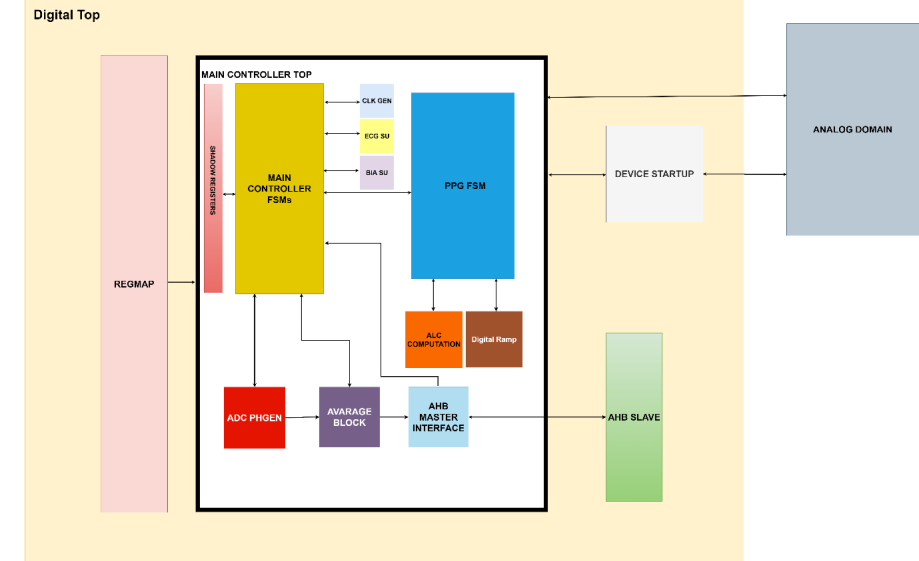 Digital Top
MAIN CONTROLLER TOP
REGMAP
SHADOW REGISTERS
MAIN
CONTROLLER
FSMs
CLK GEN
ECG SU
BiA SU
PPG FSM
ALC
COMPUTATION
Digital Ramp
ADC PHGEN
AVARAGE
BLOCK
AHB
MASTER
INTERFACE
DEVICE STARTUP
AHB SLAVE
ANALOG DOMAIN